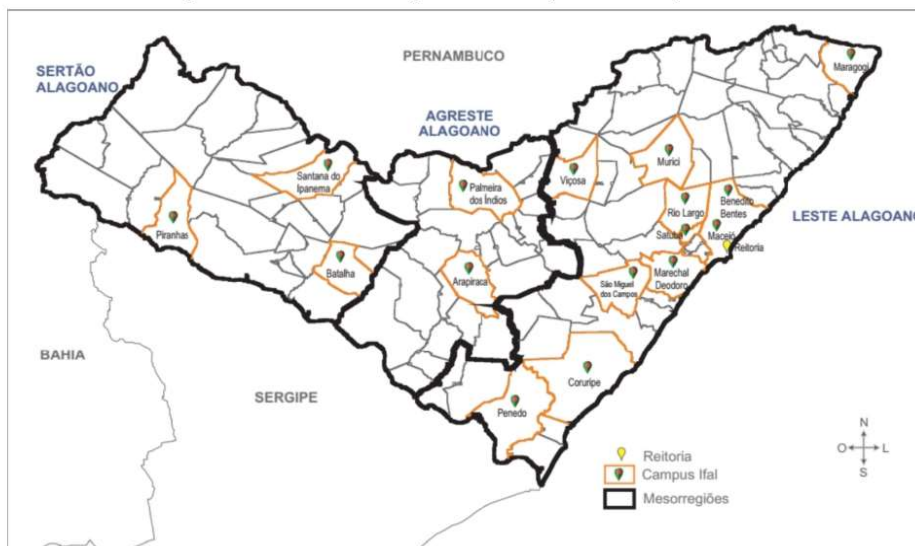 PERNAMBUCO
SERTÃO
ALAGOANO
AGRESTE
ALAGOANO
LESTE ALAGOANO
Maragogi
Santana do
Ipanema
Piranhas
Batalha
Palmeira
dos Índios
Arapiraca
Viçosa
Murici
Rio Largo
Benedito
Bentes
Satuba
Maceió
Reitoria
São Miguel
dos Campos
Marechal
Deodoro
Coruripe
Penedo
BAHIA
SERGIPE
N
O
L
S
Reitoria
Campus Ifal
Mesorregiões